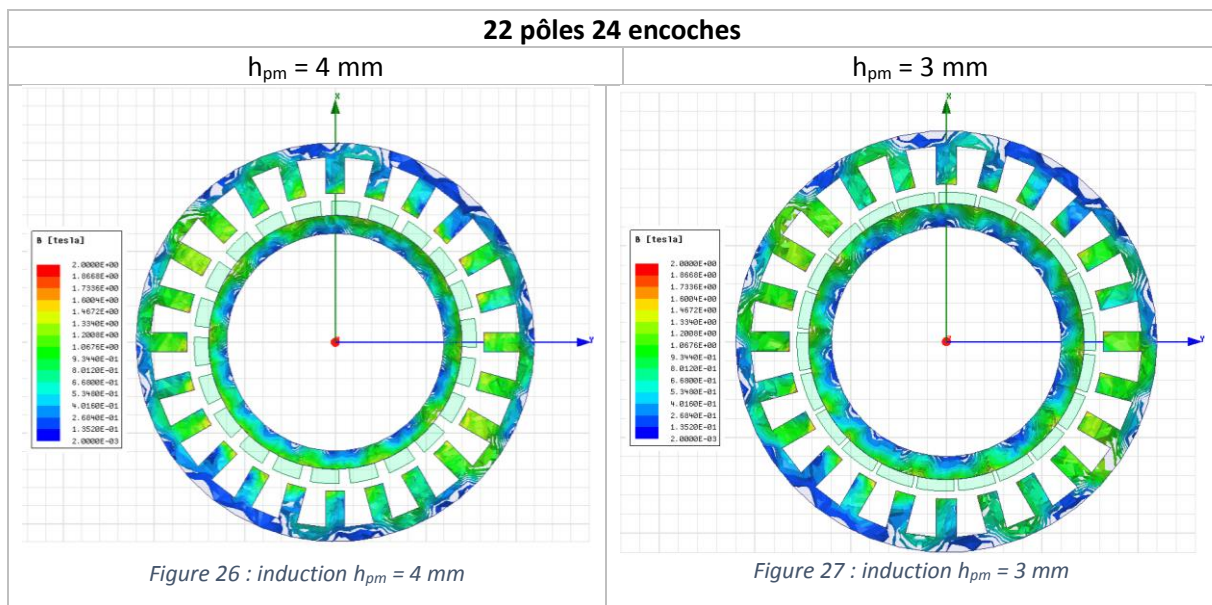 22 pôles 24 encoches
hpm = 4 mm
hpm = 3 mm
X
Y
B [tesla]
2.0000E+00
1.8668E+00
1.7336E+00
1.6004E+00
1.4672E+00
1.3340E+00
1.2008E+00
1.0676E+00
9.3440E-01
8.0120E-01
6.6800E-01
5.3480E-01
4.0160E-01
2.6840E-01
1.3520E-01
2.0000E-03
Figure 26 : induction hpm = 4 mm
X
Y
B [tesla]
2.0000E+00
1.8668E+00
1.7336E+00
1.6004E+00
1.4672E+00
1.3340E+00
1.2008E+00
1.0676E+00
9.3440E-01
8.0120E-01
6.6800E-01
5.3480E-01
4.0160E-01
2.6840E-01
1.3520E-01
2.0000E-03
Figure 27 : induction hpm = 3 mm